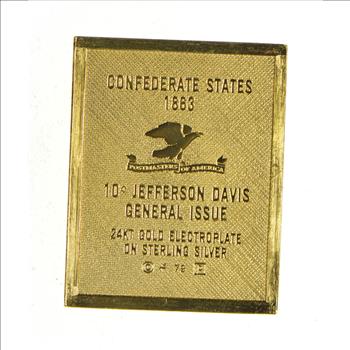 CONFEDERATE STATES
1863
POSTMASTERS OF AMERICA
10¢ JEFFERSON DAVIS
GENERAL ISSUE
24KT GOLD ELECTROPLATE
ON STERLING SILVER